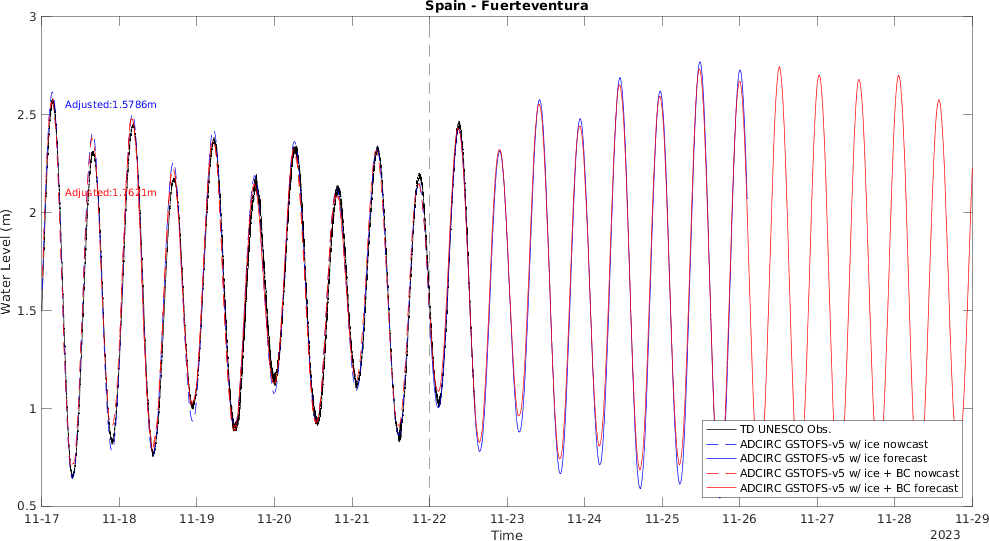 Spain - Fuerteventura
Water Level (m)
3
2.5
2
1.5
1
0.5
Adjusted:1.5786m
Adjusted:1.7621m
TD UNESCO Obs.
ADCIRC GSTOFS-v5 w/ ice nowcast
ADCIRC GSTOFS-v5 w/ ice forecast
ADCIRC GSTOFS-v5 w/ ice + BC nowcast
ADCIRC GSTOFS-v5 w/ ice + BC forecast
11-17 11-18 11-19 11-20 11-21 11-22 11-23 11-24 11-25 11-26 11-27 11-28 11-29
Time
2023